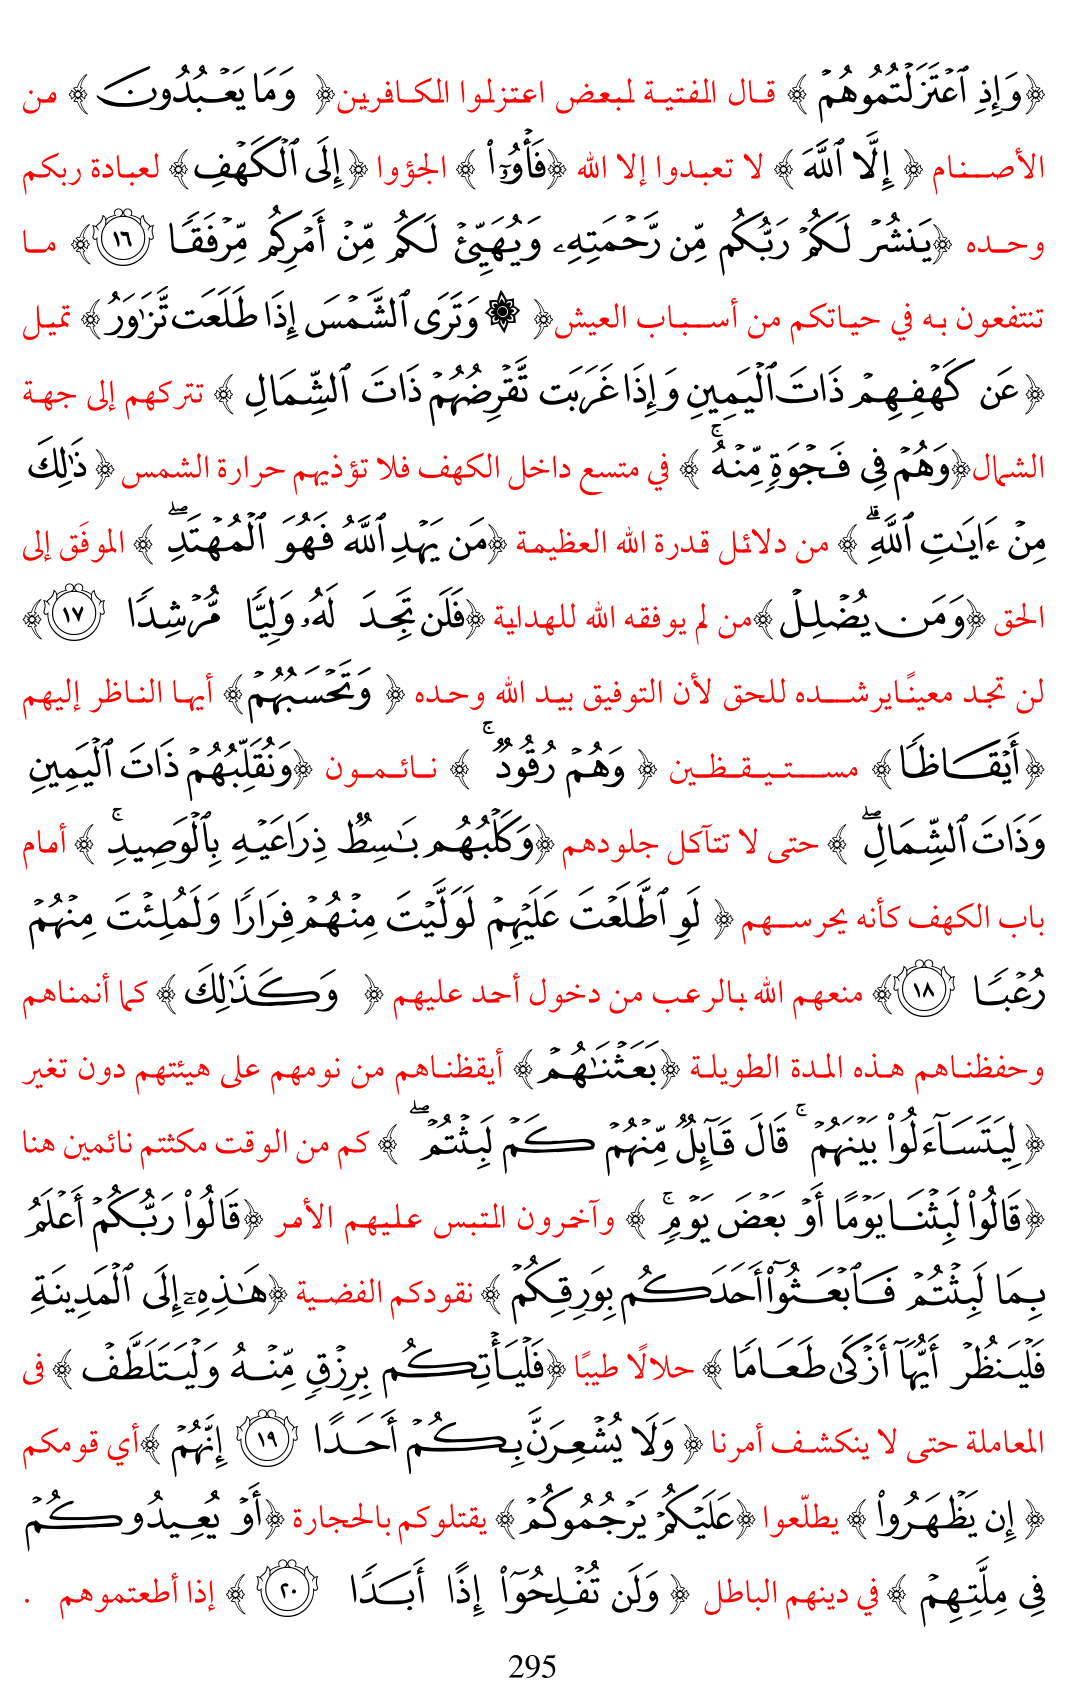 ﴿وَإِذِ ٱعۡتَزَلۡتُمُوهُمۡ ﴾ قال الفتية لبعض اعتزلوا الكافرين﴿ وَمَا يَعۡبُدُونَ ﴾ من
الأصنام ﴿ إِلَّا ٱللَّهَ ﴾ لا تعبدوا إلا الله ﴿فَأۡوُۥٓاْ ﴾ الجؤوا ﴿إِلَى ٱلۡكَهۡفِ﴾ لعبادة ربكم
وحده ﴿يَنشُرۡ لَكُمۡ رَبُّكُم مِّن رَّحۡمَتِهِۦ وَيُهَيِّئۡ لَكُم مِّنۡ أَمۡرِكُم مِّرۡفَقٗا ١٦﴾ ما
تنتفعون به في حياتكم من أسباب العيش﴿ ۞ وَتَرَى ٱلشَّمۡسَ إِذَا طَلَعَت تَّزَٰوَرُ﴾ تميل
﴿عَن كَهۡفِهِمۡ ذَاتَ ٱلۡيَمِينِ وَإِذَا غَرَبَت تَّقۡرِضُهُمۡ ذَاتَ ٱلشِّمَالِ ﴾ تتركهم إلى جهة
الشمال﴿وَهُمۡ فِي فَجۡوَةٖ مِّنۡهُۚ ﴾ في متسع داخل الكهف فلا تؤذيهم حرارة الشمس ﴿ ذَٰلِكَ
مِنۡ ءَايَٰتِ ٱللَّهِۗ ﴾ من دلائل قدرة الله العظيمة ﴿مَن يَهۡدِ ٱللَّهُ فَهُوَ ٱلۡمُهۡتَدِۖ ﴾ الموفَق إلى
الحق ﴿وَمَن يُضۡلِلۡ ﴾من لم يوفقه الله للهداية ﴿فَلَن تَجِدَ لَهُۥ وَلِيّٗا مُّرۡشِدٗا ١٧﴾
لن تجد معينًايرشده للحق لأن التوفيق بيد الله وحده ﴿ وَتَحۡسَبُهُمۡ﴾ أيها الناظر إليهم
﴿أَيۡقَاظٗا ﴾ مستيقظين ﴿ وَهُمۡ رُقُودٞۚ ﴾ نائمون ﴿وَنُقَلِّبُهُمۡ ذَاتَ ٱلۡيَمِينِ
وَذَاتَ ٱلشِّمَالِۖ ﴾ حتى لا تتآكل جلودهم ﴿وَكَلۡبُهُم بَٰسِطٞ ذِرَاعَيۡهِ بِٱلۡوَصِيدِۚ ﴾ أمام
باب الكهف كأنه يحرسهم ﴿ لَوِ ٱطَّلَعۡتَ عَلَيۡهِمۡ لَوَلَّيۡتَ مِنۡهُمۡ فِرَارٗا وَلَمُلِئۡتَ مِنۡهُمۡ
رُعۡبٗا ١٨﴾ منعهم الله بالرعب من دخول أحد عليهم ﴿ وَكَذَٰلِكَ ﴾ كما أنمناهم
وحفظناهم هذه المدة الطويلة ﴿بَعَثۡنَٰهُمۡ ﴾ أيقظناهم من نومهم على هيئتهم دون تغير
﴿لِيَتَسَآءَلُواْ بَيۡنَهُمۡۚ قَالَ قَآئِلٞ مِّنۡهُمۡ كَمۡ لَبِثۡتُمۡۖ ﴾ كم من الوقت مكثتم نائمين هنا
﴿قَالُواْ لَبِثۡنَا يَوۡمًا أَوۡ بَعۡضَ يَوۡمٖۚ ﴾ وآخرون التبس عليهم الأمر ﴿قَالُواْ رَبُّكُمۡ أَعۡلَمُ
بِمَا لَبِثۡتُمۡ فَٱبۡعَثُوٓاْ أَحَدَكُم بِوَرِقِكُمۡ ﴾ نقودكم الفضية ﴿هَٰذِهِۦٓ إِلَى ٱلۡمَدِينَةِ
فَلۡيَنظُرۡ أَيُّهَآ أَزۡكَىٰ طَعَامٗا ﴾ حلالًا طيبًا ﴿فَلۡيَأۡتِكُم بِرِزۡقٖ مِّنۡهُ وَلۡيَتَلَطَّفۡ ﴾ فى
المعاملة حتى لا ينكشف أمرنا ﴿ وَلَا يُشۡعِرَنَّ بِكُمۡ أَحَدًا ١٩ إِنَّهُمۡ ﴾أي قومكم
﴿ إِن يَظۡهَرُواْ ﴾ يطلّعوا ﴿عَلَيۡكُمۡ يَرۡجُمُوكُمۡ ﴾ يقتلوكم بالحجارة ﴿أَوۡ يُعِيدُوكُمۡ
فِي مِلَّتِهِمۡ ﴾ في دينهم الباطل ﴿ وَلَن تُفۡلِحُوٓاْ إِذًا أَبَدٗا ٢٠ ﴾ إذا أطعتموهم .
295